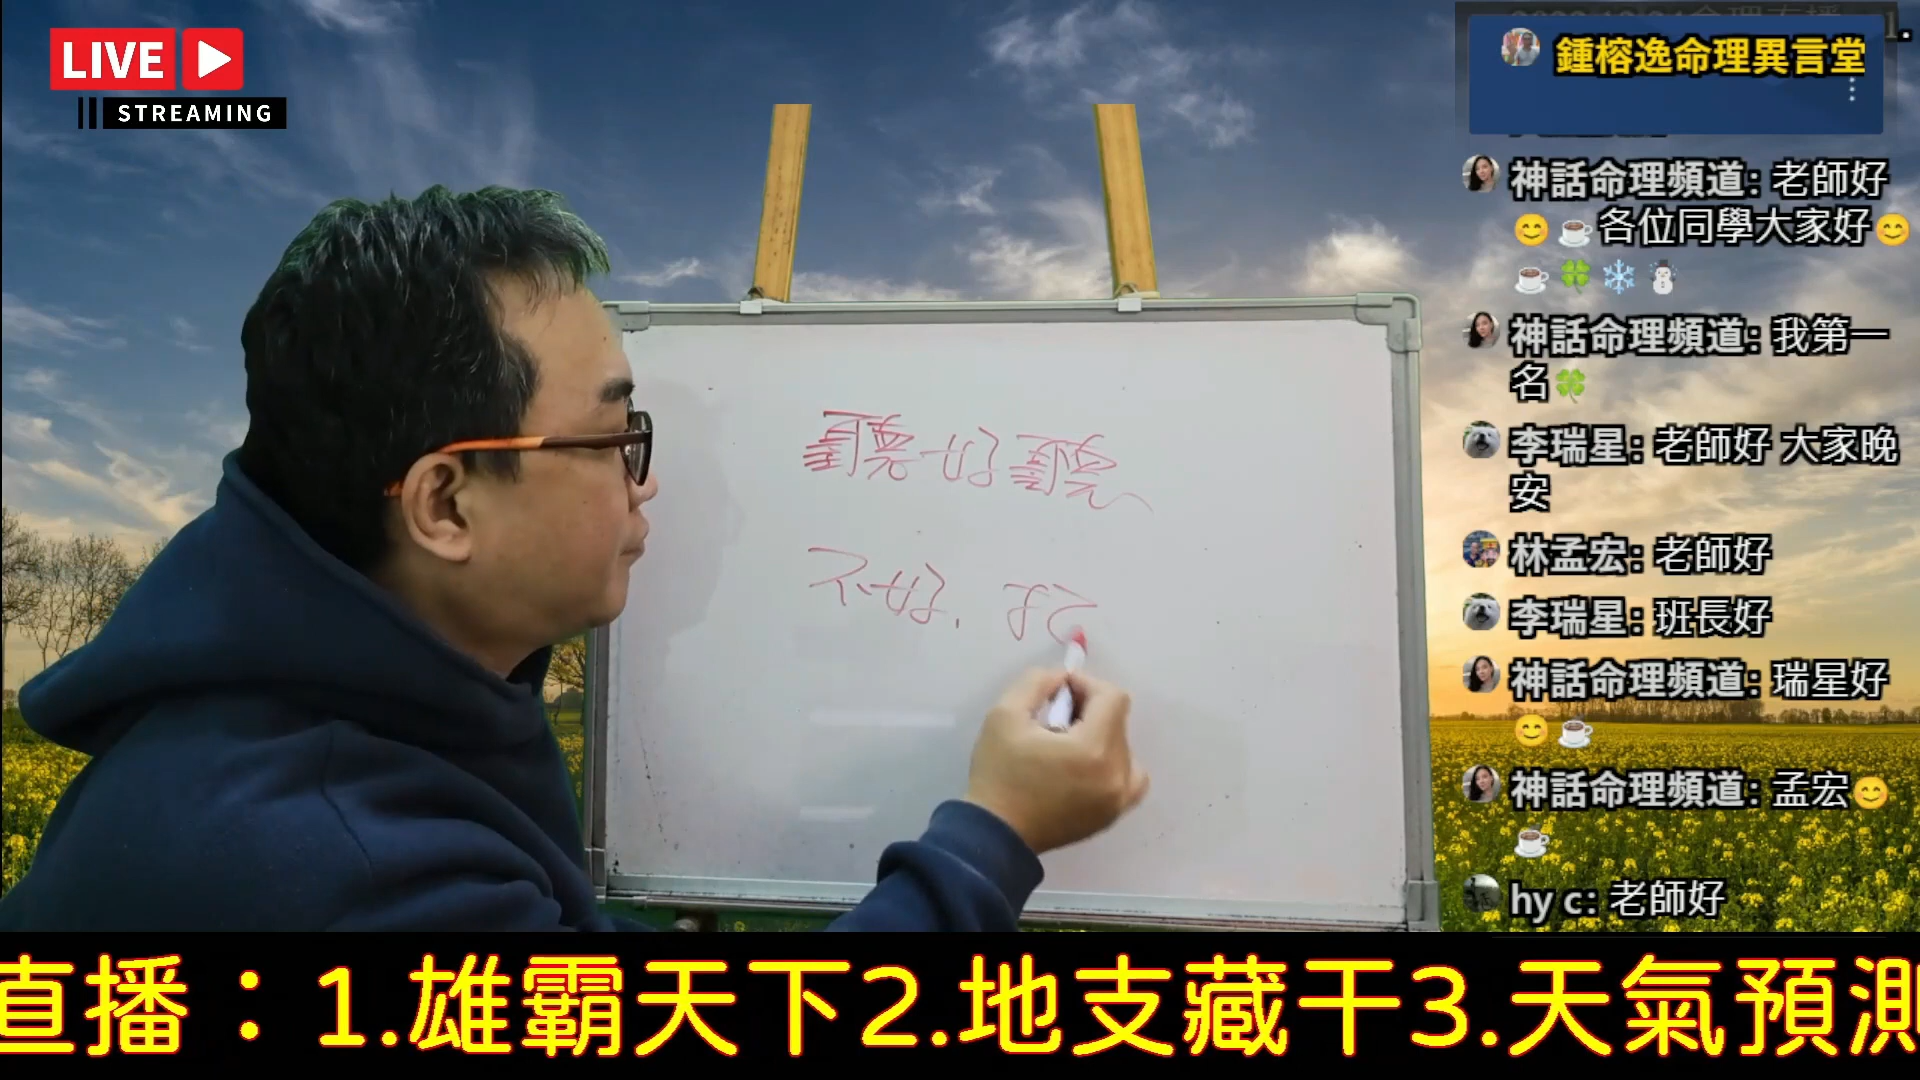 LIVE
STREAMING
鍾榕逸命理異言堂
神話命理頻道: 老師好
😊☕各位同學大家好😊
☕🍀❄️☃️
神話命理頻道: 我第一
名🍀
李瑞星: 老師好 大家晚
安
林孟宏: 老師好
李瑞星: 班長好
神話命理頻道: 瑞星好
😊☕
神話命理頻道: 孟宏😊
☕
hy c: 老師好
聽好聽
不好,
直播：1.雄霸天下2.地支藏干3.天氣預測